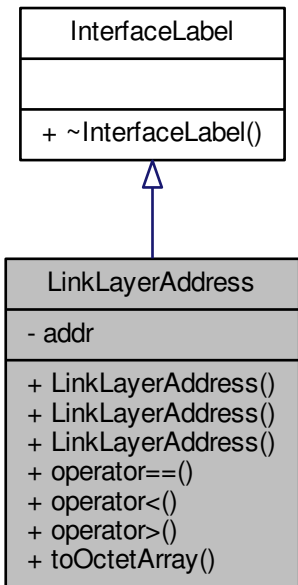 InterfaceLabel
+ ~InterfaceLabel()
LinkLayerAddress
- addr
+ LinkLayerAddress()
+ LinkLayerAddress()
+ LinkLayerAddress()
+ operator==()
+ operator<()
+ operator>()
+ toOctetArray()